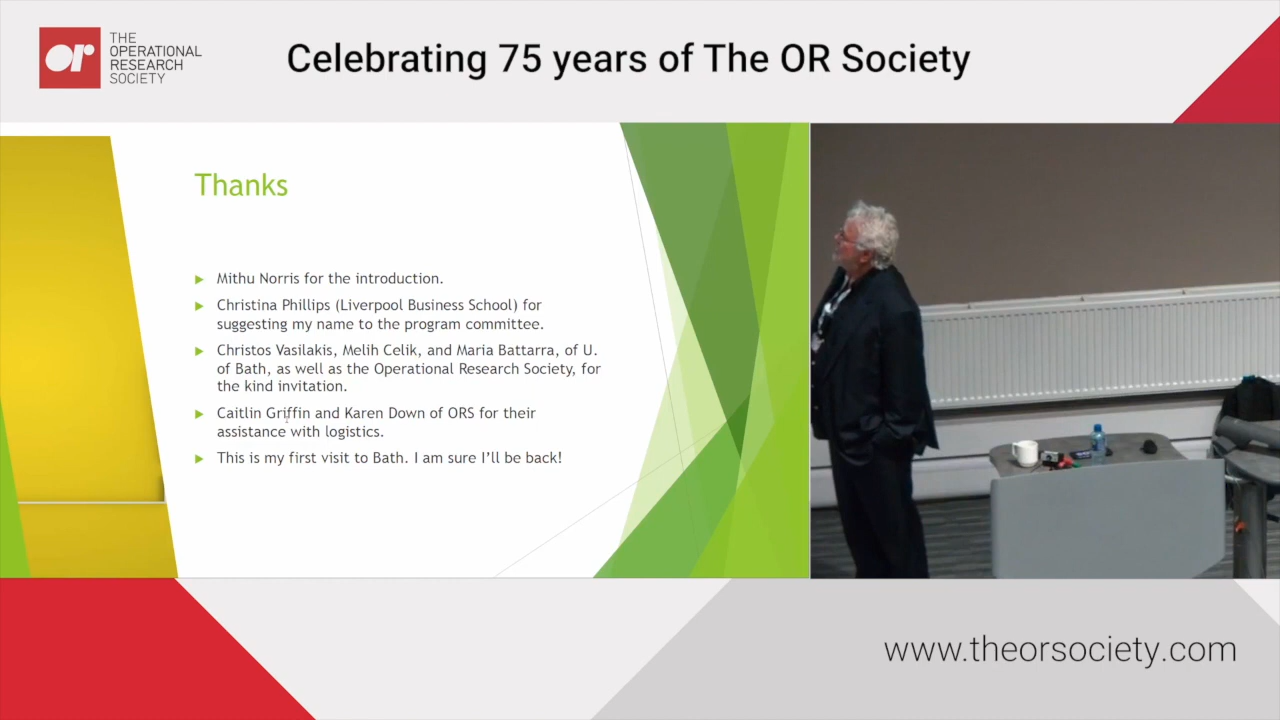 or
THE
OPERATIONAL
RESEARCH
SOCIETY
Celebrating 75 years of The OR Society
Thanks
Mithu Norris for the introduction.
Christina Phillips (Liverpool Business School) for
suggesting my name to the program committee.
Christos Vasilakis, Melih Celik, and Maria Battarra, of U.
of Bath, as well as the Operational Research Society, for
the kind invitation.
Caitlin Griffin and Karen Down of ORS for their
assistance with logistics.
This is my first visit to Bath. I am sure I’ll be back!
www.theorsociety.com